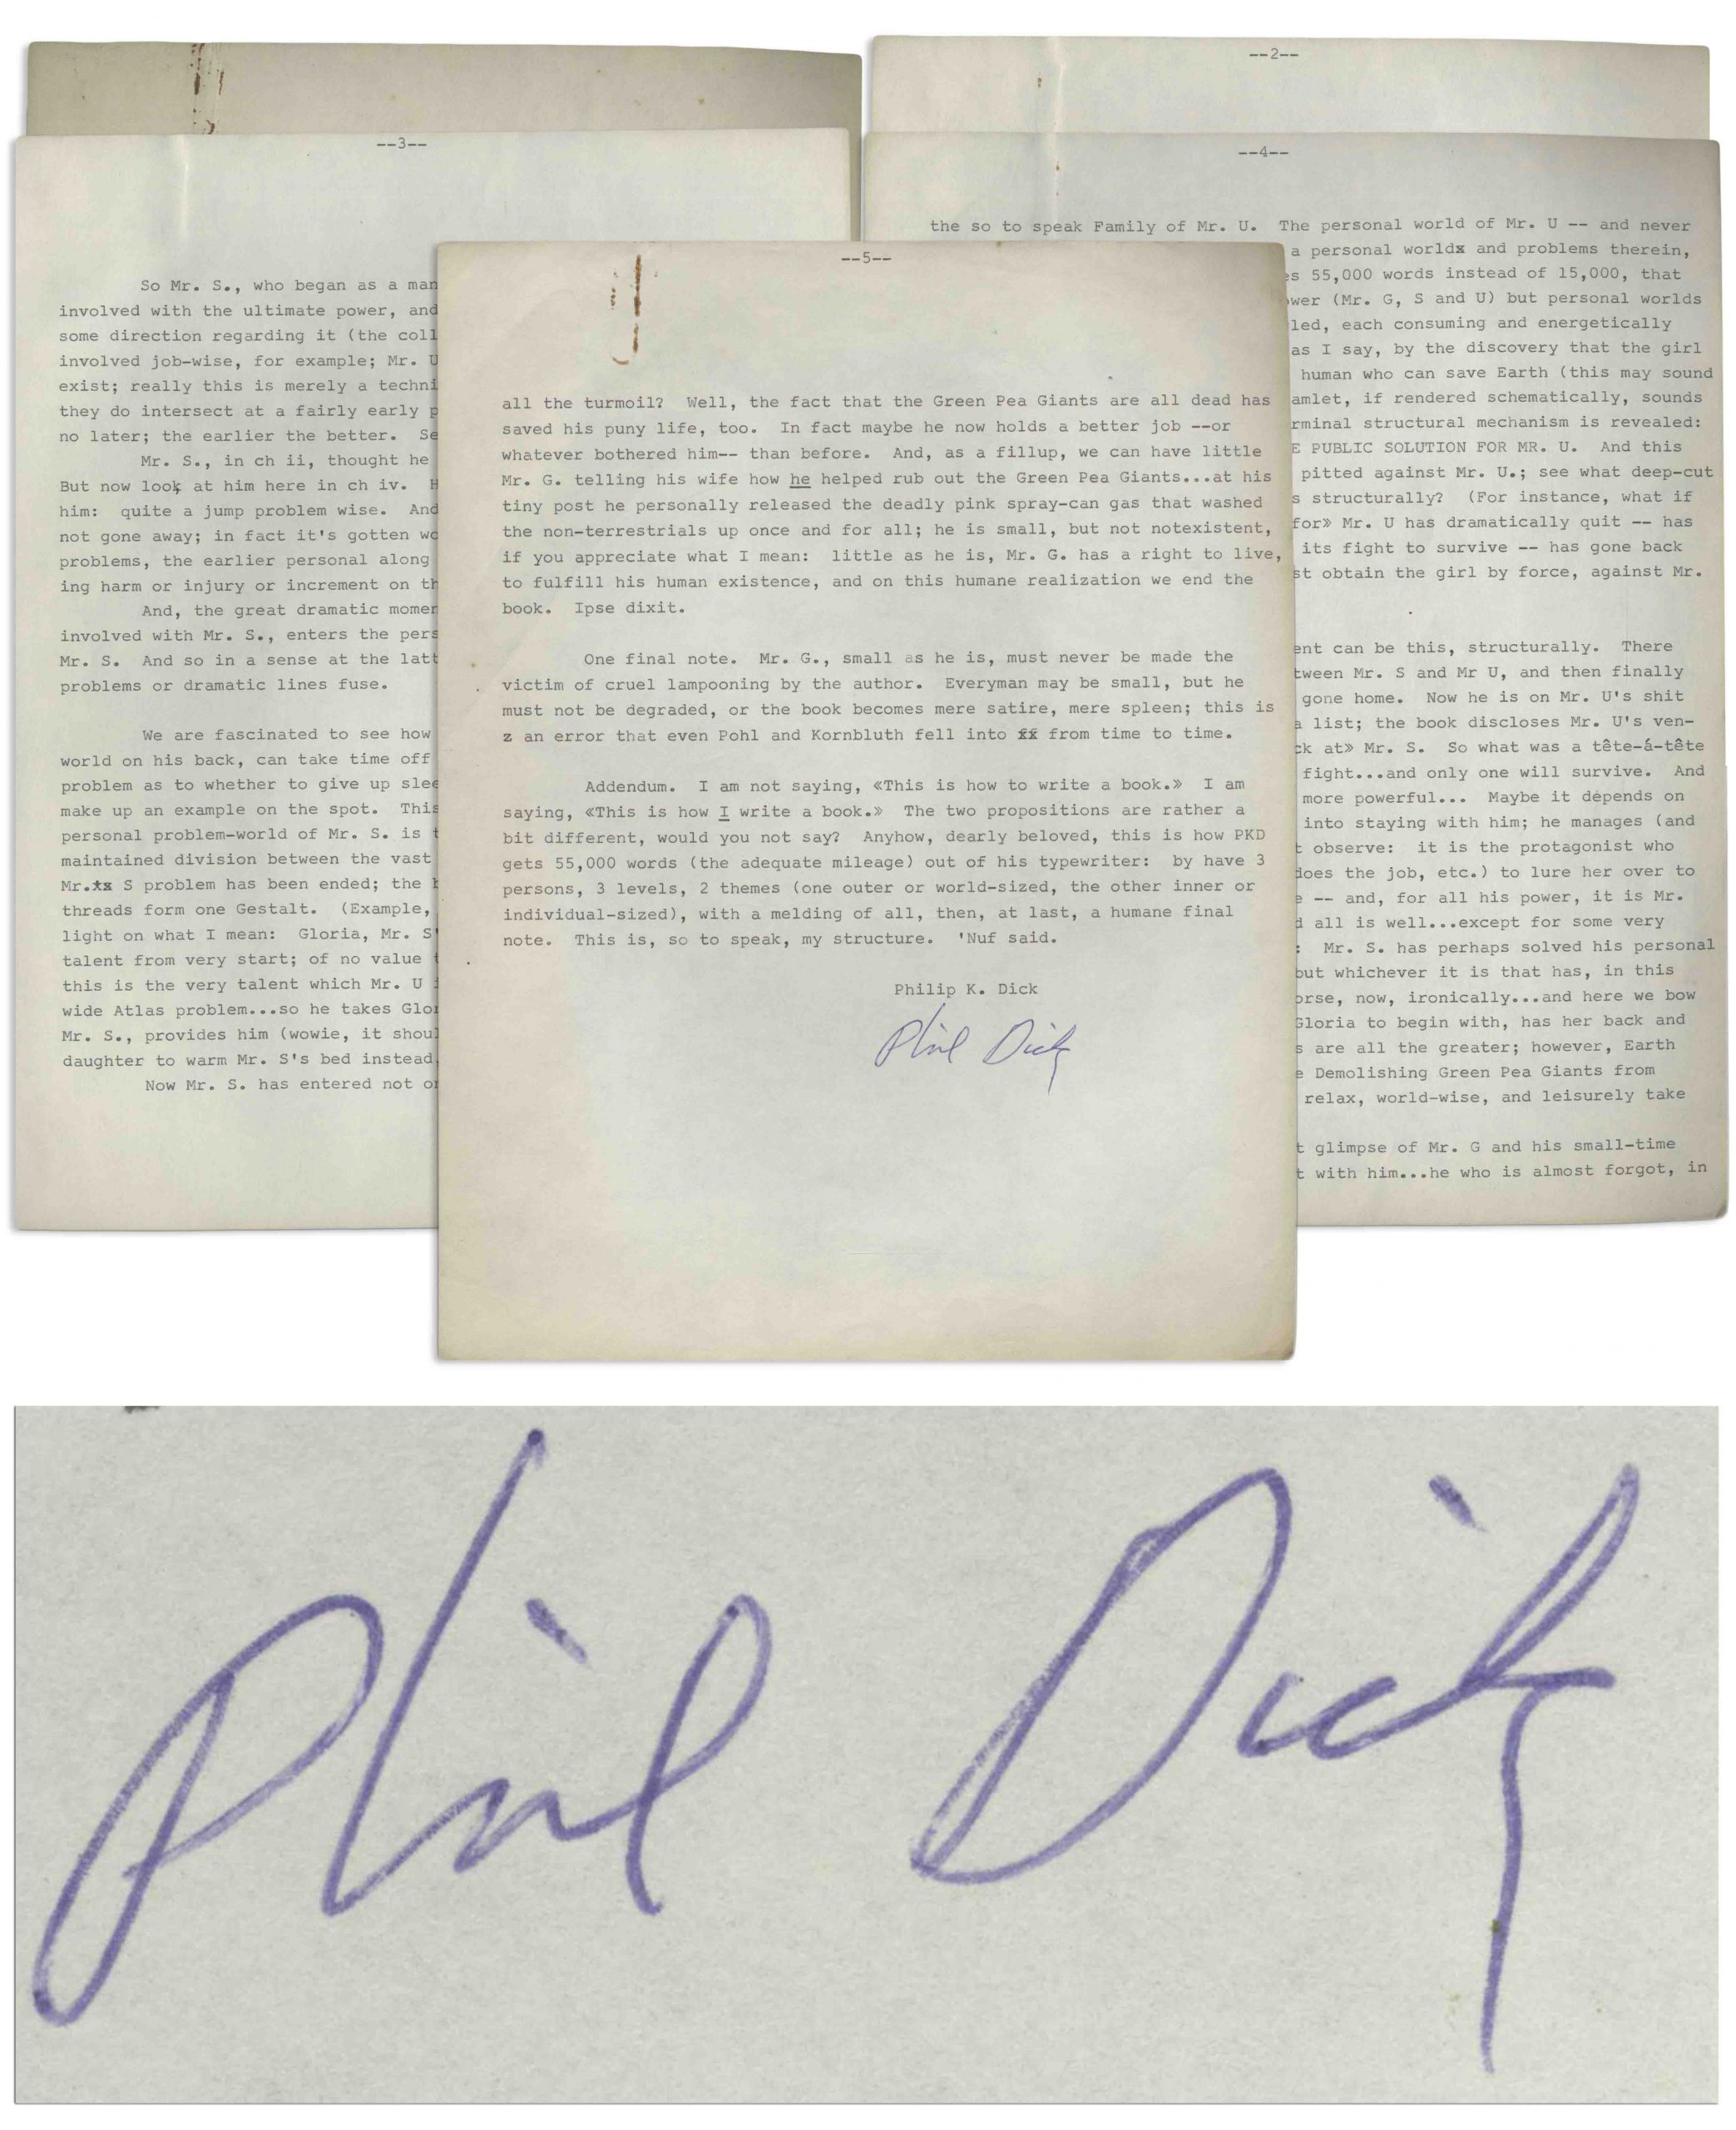 --2--
--3--
So Mr. S., who began as a man
involved with the ultimate power, and
some direction regarding it (the coll
involved job-wise, for example; Mr. U
exist; really this is merely a techni
they do intersect at a fairly early p
no later; the earlier the better. Se
Mr. S., in ch ii, thought he
But now look at him here in ch iv. H
him: quite a jump problem wise. And
not gone away; in fact it's gotten wo
problems, the earlier personal along
ing harm or injury or increment on th
And, the great dramatic momen
involved with Mr. S., enters the pers
Mr. S. And so in a sense at the latt
problems or dramatic lines fuse.
We are fascinated to see how
world on his back, can take time off
problem as to whether to give up slee
make up an example on the spot. This
personal problem-world of Mr. S. is t
maintained division between the vast
Mr.xx S problem has been ended; the
threads form one Gestalt. (Example,
light on what I mean: Gloria, Mr. S'
talent from very start; of no value
this is the very talent which Mr. U
wide Atlas problem...so he takes Glor
Mr. S., provides him (wowie, it shoul
daughter to warm Mr. S's bed instead,
Now Mr. S. has entered not on
--4--
the so to speak Family of Mr. U. The personal world of Mr. U -- and never
a personal worldx and problems therein,
es 55,000 words instead of 15,000, that
ower (Mr. G, S and U) but personal worlds
led, each consuming and energetically
as I say, by the discovery that the girl
human who can save Earth (this may sound
amlet, if rendered schematically, sounds
rminal structural mechanism is revealed:
E PUBLIC SOLUTION FOR MR. U. And this
pitted against Mr. U.; see what deep-cut
s structurally? (For instance, what if
for» Mr. U has dramatically quit -- has
its fight to survive -- has gone back
st obtain the girl by force, against Mr.
ent can be this, structurally. There
tween Mr. S and Mr U, and then finally
gone home. Now he is on Mr. U's shit
a list; the book discloses Mr. U's ven-
ck at» Mr. S. So what was a tête-á-tête
fight...and only one will survive. And
more powerful... Maybe it depends on
into staying with him; he manages (and
t observe: it is the protagonist who
does the job, etc.) to lure her over to
e -- and, for all his power, it is Mr.
d all is well...except for some very
: Mr. S. has perhaps solved his personal
but whichever it is that has, in this
orse, now, ironically...and here we bow
Gloria to begin with, has her back and
s are all the greater; however, Earth
e Demolishing Green Pea Giants from
relax, world-wise, and leisurely take
t glimpse of Mr. G and his small-time
t with him...he who is almost forgot, in
--5--
all the turmoil? Well, the fact that the Green Pea Giants are all dead has
saved his puny life, too. In fact maybe he now holds a better job --or
whatever bothered him-- than before. And, as a fillup, we can have little
Mr. G. telling his wife how he helped rub out the Green Pea Giants...at his
tiny post he personally released the deadly pink spray-can gas that washed
the non-terrestrials up once and for all; he is small, but not notexistent,
if you appreciate what I mean: little as he is, Mr. G. has a right to live,
to fulfill his human existence, and on this humane realization we end the
book. Ipse dixit.
One final note. Mr. G., small as he is, must never be made the
victim of cruel lampooning by the author. Everyman may be small, but he
must not be degraded, or the book becomes mere satire, mere spleen; this is
z an error that even Pohl and Kornbluth fell into xx from time to time.
Addendum. I am not saying, «This is how to write a book.» I am
saying, «This is how I write a book.» The two propositions are rather a
bit different, would you not say? Anyhow, dearly beloved, this is how PKD
gets 55,000 words (the adequate mileage) out of his typewriter: by have 3
persons, 3 levels, 2 themes (one outer or world-sized, the other inner or
individual-sized), with a melding of all, then, at last, a humane final
note. This is, so to speak, my structure. 'Nuf said.
Philip K. Dick
Phil Dick
Phil Dick